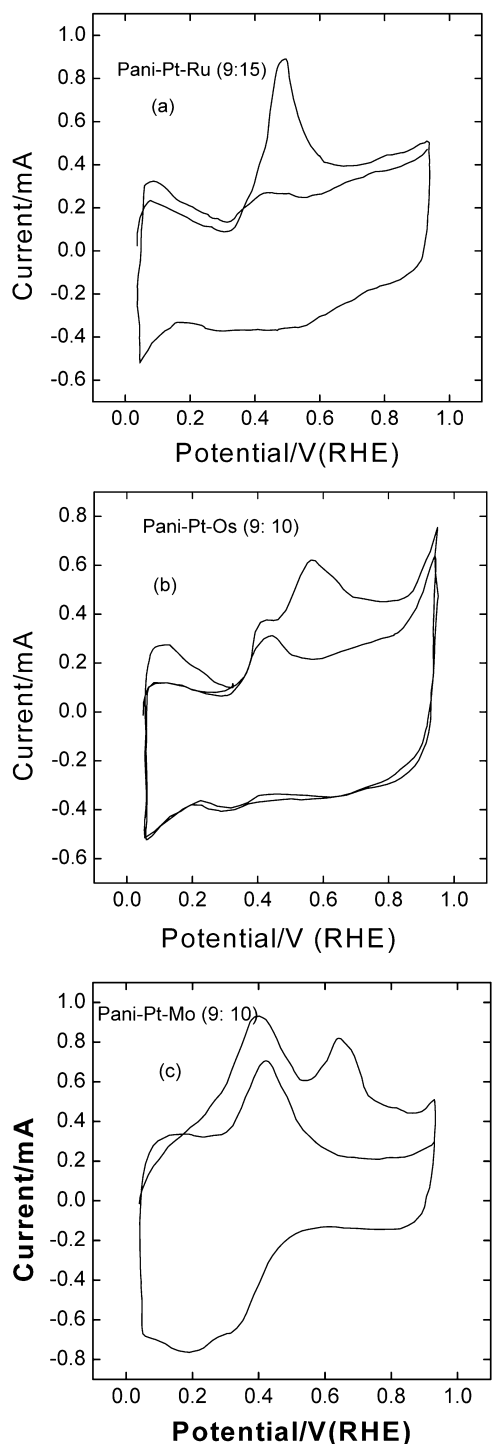 1.0
Pani-Pt-Ru (9:15)
0.8
(a)
0.6
0.4
0.2
0.0
-0.2
-0.4
-0.6
Current/mA
0.0 0.2 0.4 0.6 0.8 1.0
Potential/V(RHE)
0.8
Pani-Pt-Os (9: 10)
0.6
(b)
0.4
0.2
0.0
-0.2
-0.4
-0.6
Current/mA
0.0 0.2 0.4 0.6 0.8 1.0
Potential/V (RHE)
1.0
Pani-Pt-Mo (9: 10)
0.8
(c)
0.6
0.4
0.2
0.0
-0.2
-0.4
-0.6
-0.8
Current/mA
0.0 0.2 0.4 0.6 0.8 1.0
Potential/V(RHE)